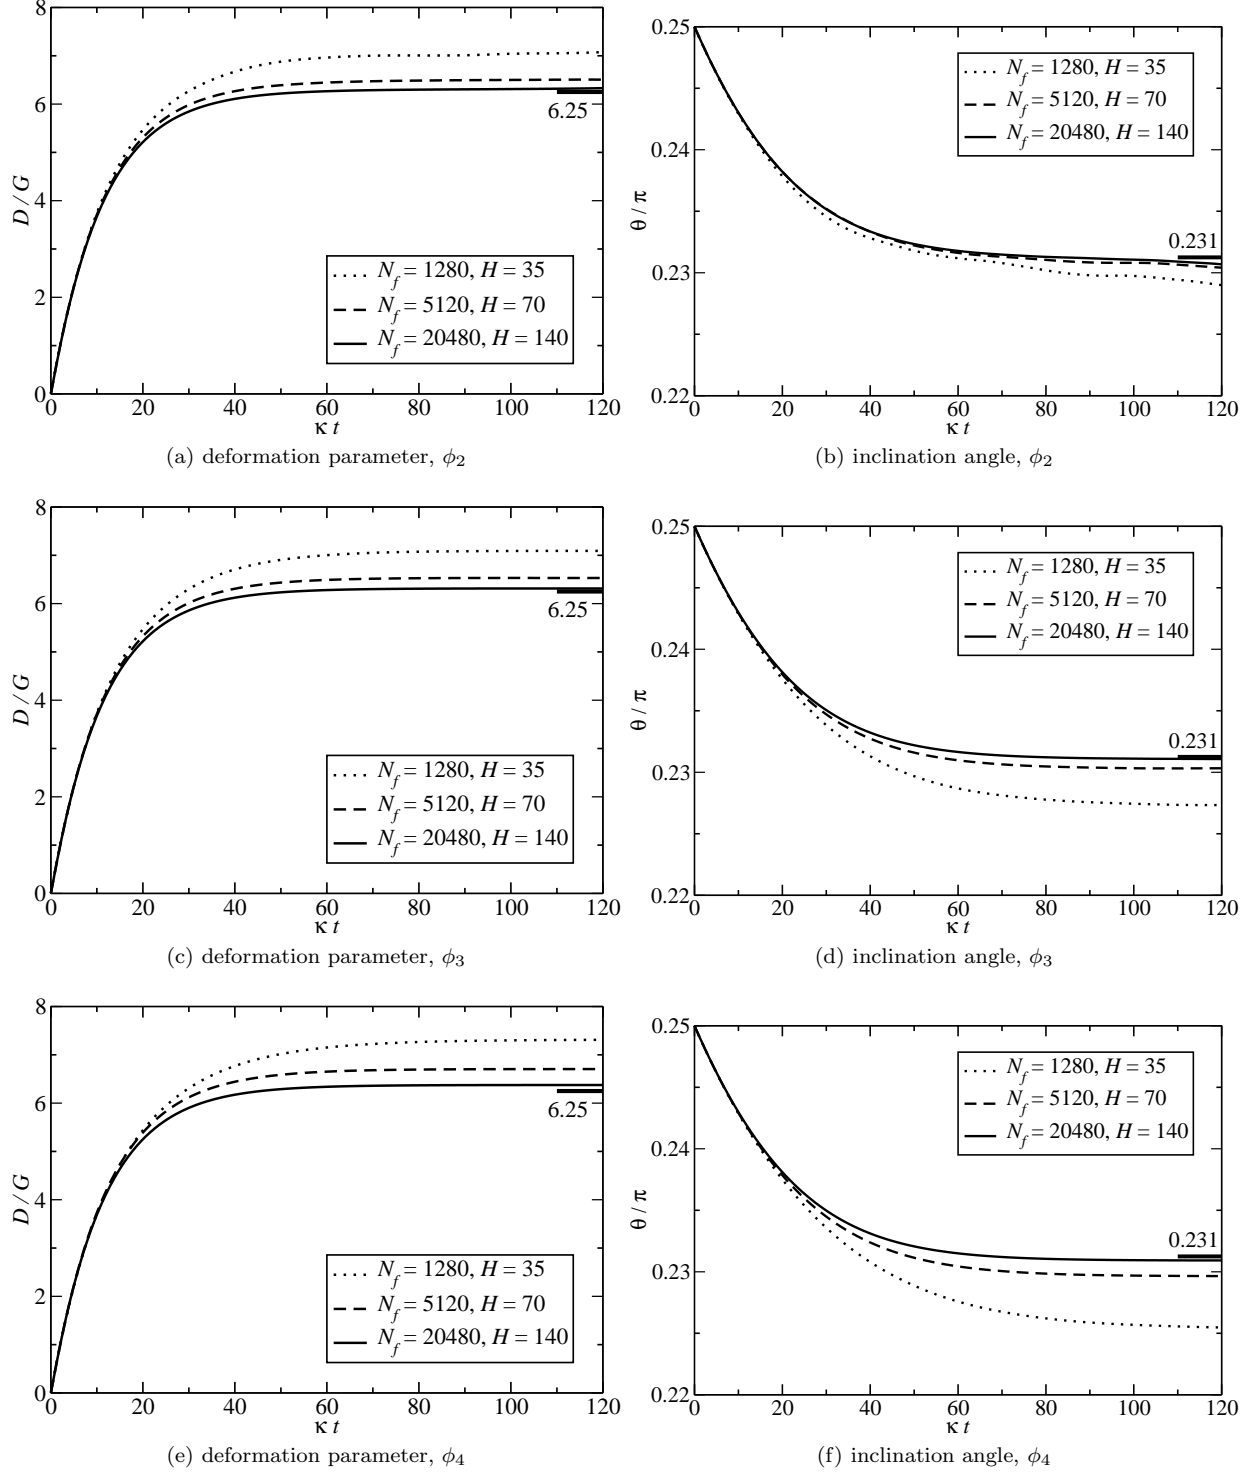 8
6
4
2
0
D / G
6.25
N_f = 1280, H = 35
N_f = 5120, H = 70
N_f = 20480, H = 140
0 20 40 60 80 100 120
κ t
(a) deformation parameter, ϕ₂
0.25
0.24
0.23
0.22
θ / π
N_f = 1280, H = 35
N_f = 5120, H = 70
N_f = 20480, H = 140
0.231
0 20 40 60 80 100 120
κ t
(b) inclination angle, ϕ₂
8
6
4
2
0
D / G
6.25
N_f = 1280, H = 35
N_f = 5120, H = 70
N_f = 20480, H = 140
0 20 40 60 80 100 120
κ t
(c) deformation parameter, ϕ₃
0.25
0.24
0.23
0.22
θ / π
N_f = 1280, H = 35
N_f = 5120, H = 70
N_f = 20480, H = 140
0.231
0 20 40 60 80 100 120
κ t
(d) inclination angle, ϕ₃
8
6
4
2
0
D / G
6.25
N_f = 1280, H = 35
N_f = 5120, H = 70
N_f = 20480, H = 140
0 20 40 60 80 100 120
κ t
(e) deformation parameter, ϕ₄
0.25
0.24
0.23
0.22
θ / π
N_f = 1280, H = 35
N_f = 5120, H = 70
N_f = 20480, H = 140
0.231
0 20 40 60 80 100 120
κ t
(f) inclination angle, ϕ₄